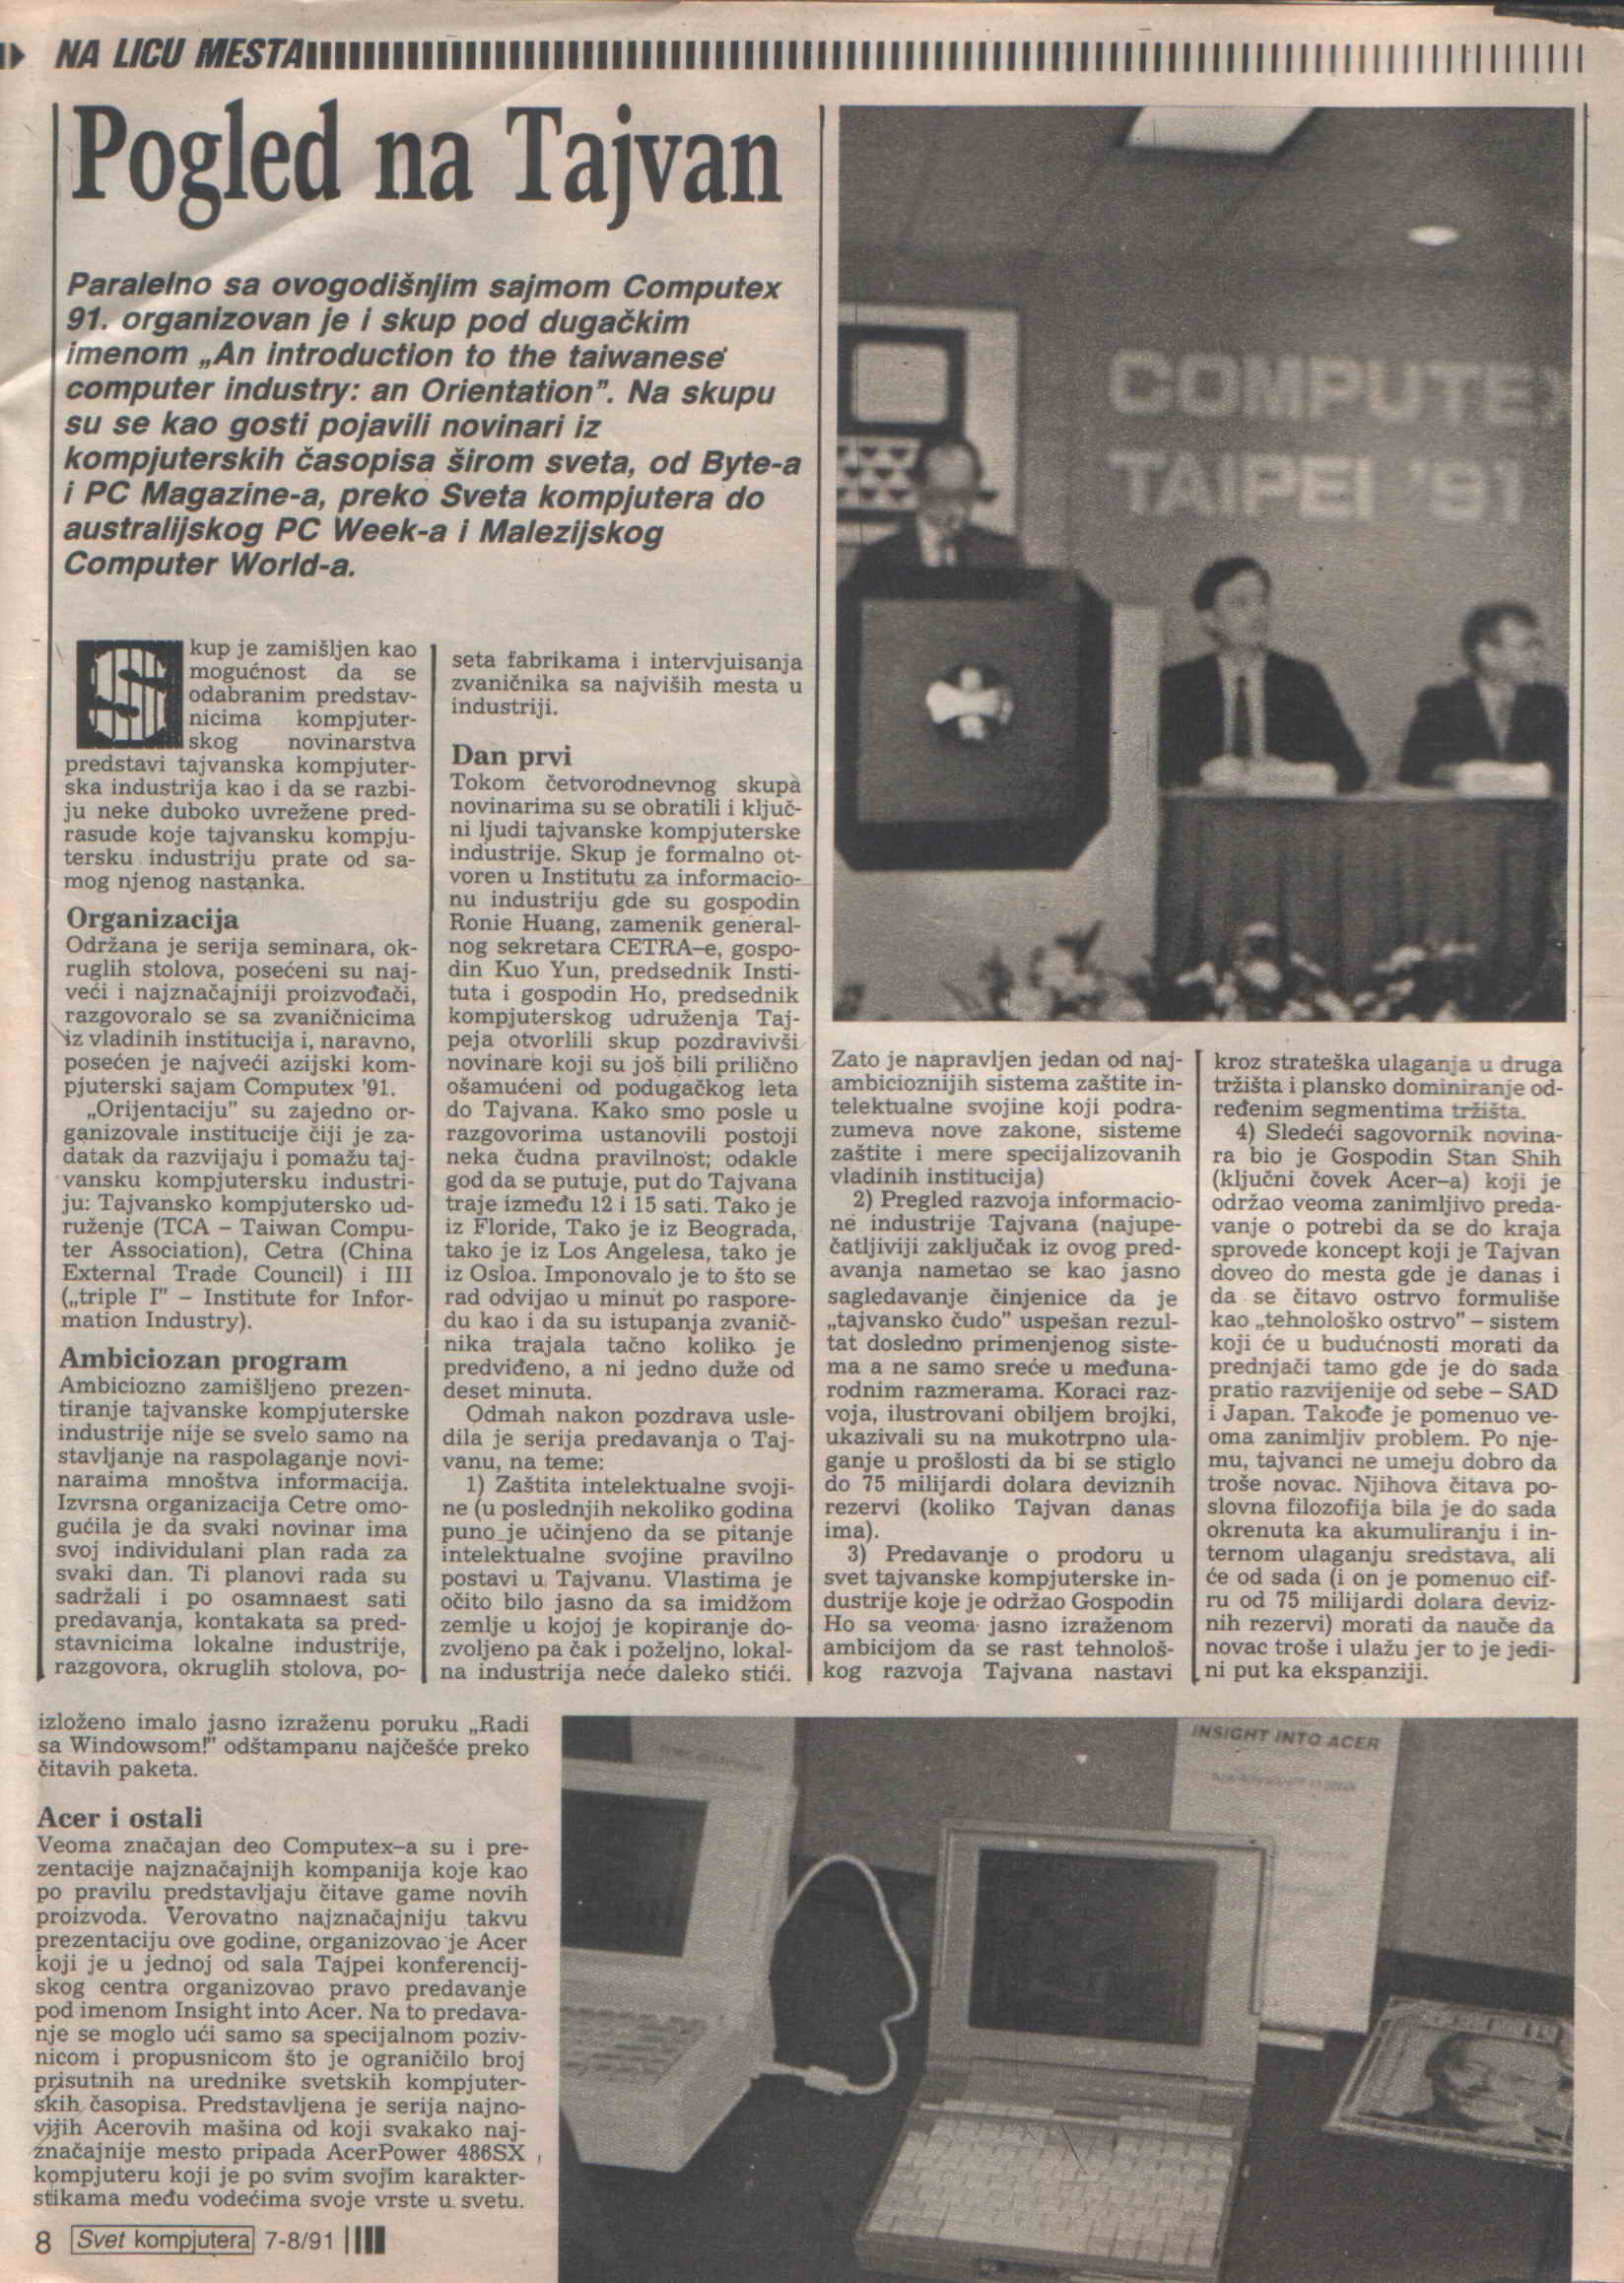 NA LICU MESTA
Pogled na Tajvan
Paralelno sa ovogodišnjim sajmom Computex
91. organizovan je i skup pod dugačkim
imenom „An introduction to the taiwanese
computer industry: an Orientation”. Na skupu
su se kao gosti pojavili novinari iz
kompjuterskih časopisa širom sveta, od Byte-a
i PC Magazine-a, preko Sveta kompjutera do
australijskog PC Week-a i Malezijskog
Computer World-a.
COMPUTEX
TAIPEI '91
Skup je zamišljen kao
mogućnost da se
odabranim predstav-
nicima kompjuter-
skog novinarstva
predstavi tajvanska kompjuter-
ska industrija kao i da se razbi-
ju neke duboko uvrežene pred-
rasude koje tajvansku kompju-
tersku industriju prate od sa-
mog njenog nastanka.
Organizacija
Održana je serija seminara, ok-
ruglih stolova, posećeni su naj-
veći i najznačajniji proizvođači,
razgovoralo se sa zvaničnicima
iz vladinih institucija i, naravno,
posećen je najveći azijski kom-
pjuterski sajam Computex '91.
„Orijentaciju” su zajedno or-
ganizovale institucije čiji je za-
datak da razvijaju i pomažu taj-
vansku kompjutersku industri-
ju: Tajvansko kompjutersko ud-
ruženje (TCA – Taiwan Compu-
ter Association), Cetra (China
External Trade Council) i III
(„triple I” – Institute for Infor-
mation Industry).
Ambiciozan program
Ambiciozno zamišljeno prezen-
tiranje tajvanske kompjuterske
industrije nije se svelo samo na
stavljanje na raspolaganje novi-
naraima mnoštva informacija.
Izvrsna organizacija Cetre omo-
gućila je da svaki novinar ima
svoj individulani plan rada za
svaki dan. Ti planovi rada su
sadržali i po osamnaest sati
predavanja, kontakata sa pred-
stavnicima lokalne industrije,
razgovora, okruglih stolova, po-
seta fabrikama i intervjuisanja
zvaničnika sa najviših mesta u
industriji.
Dan prvi
Tokom četvorodnevnog skupa
novinarima su se obratili i ključ-
ni ljudi tajvanske kompjuterske
industrije. Skup je formalno ot-
voren u Institutu za informacio-
nu industriju gde su gospodin
Ronie Huang, zamenik general-
nog sekretara CETRA–e, gospo-
din Kuo Yun, predsednik Insti-
tuta i gospodin Ho, predsednik
kompjuterskog udruženja Taj-
peja otvorlili skup pozdravivši
novinare koji su još bili prilično
ošamućeni od podugačkog leta
do Tajvana. Kako smo posle u
razgovorima ustanovili postoji
neka čudna pravilnost; odakle
god da se putuje, put do Tajvana
traje između 12 i 15 sati. Tako je
iz Floride, Tako je iz Beograda,
tako je iz Los Angelesa, tako je
iz Osloa. Imponovalo je to što se
rad odvijao u minut po raspore-
du kao i da su istupanja zvanič-
nika trajala tačno koliko je
predviđeno, a ni jedno duže od
deset minuta.
Odmah nakon pozdrava usle-
dila je serija predavanja o Taj-
vanu, na teme:
1) Zaštita intelektualne svoji-
ne (u poslednjih nekoliko godina
puno je učinjeno da se pitanje
intelektualne svojine pravilno
postavi u Tajvanu. Vlastima je
očito bilo jasno da sa imidžom
zemlje u kojoj je kopiranje do-
zvoljeno pa čak i poželjno, lokal-
na industrija neće daleko stići.
Zato je napravljen jedan od naj-
ambicioznijih sistema zaštite in-
telektualne svojine koji podra-
zumeva nove zakone, sisteme
zaštite i mere specijalizovanih
vladinih institucija)
2) Pregled razvoja informacio-
ne industrije Tajvana (najupe-
čatljiviji zaključak iz ovog pred-
avanja nametao se kao jasno
sagledavanje činjenice da je
„tajvansko čudo” uspešan rezul-
tat dosledno primenjenog siste-
ma a ne samo sreće u međuna-
rodnim razmerama. Koraci raz-
voja, ilustrovani obiljem brojki,
ukazivali su na mukotrpno ula-
ganje u prošlosti da bi se stiglo
do 75 milijardi dolara deviznih
rezervi (koliko Tajvan danas
ima).
3) Predavanje o prodoru u
svet tajvanske kompjuterske in-
dustrije koje je održao Gospodin
Ho sa veoma jasno izraženom
ambicijom da se rast tehnološ-
kog razvoja Tajvana nastavi
kroz strateška ulaganja u druga
tržišta i plansko dominiranje od-
ređenim segmentima tržišta.
4) Sledeći sagovornik novina-
ra bio je Gospodin Stan Shih
(ključni čovek Acer–a) koji je
održao veoma zanimljivo preda-
vanje o potrebi da se do kraja
sprovede koncept koji je Tajvan
doveo do mesta gde je danas i
da se čitavo ostrvo formuliše
kao „tehnološko ostrvo” – sistem
koji će u budućnosti morati da
prednjači tamo gde je do sada
pratio razvijenije od sebe – SAD
i Japan. Takođe je pomenuo ve-
oma zanimljiv problem. Po nje-
mu, tajvanci ne umeju dobro da
troše novac. Njihova čitava po-
slovna filozofija bila je do sada
okrenuta ka akumuliranju i in-
ternom ulaganju sredstava, ali
će od sada (i on je pomenuo cif-
ru od 75 milijardi dolara deviz-
nih rezervi) morati da nauče da
novac troše i ulažu jer to je jedi-
ni put ka ekspanziji.
izloženo imalo jasno izraženu poruku „Radi
sa Windowsom!” odštampanu najčešće preko
čitavih paketa.
Acer i ostali
Veoma značajan deo Computex–a su i pre-
zentacije najznačajnijh kompanija koje kao
po pravilu predstavljaju čitave game novih
proizvoda. Verovatno najznačajniju takvu
prezentaciju ove godine, organizovao je Acer
koji je u jednoj od sala Tajpei konferencij-
skog centra organizovao pravo predavanje
pod imenom Insight into Acer. Na to predava-
nje se moglo ući samo sa specijalnom poziv-
nicom i propusnicom što je ograničilo broj
prisutnih na urednike svetskih kompjuter-
skih časopisa. Predstavljena je serija najno-
vijih Acerovih mašina od koji svakako naj-
značajnije mesto pripada AcerPower 486SX
kompjuteru koji je po svim svojim karakter-
stikama među vodećima svoje vrste u svetu.
INSIGHT INTO ACER
8 Svet kompjutera 7-8/91